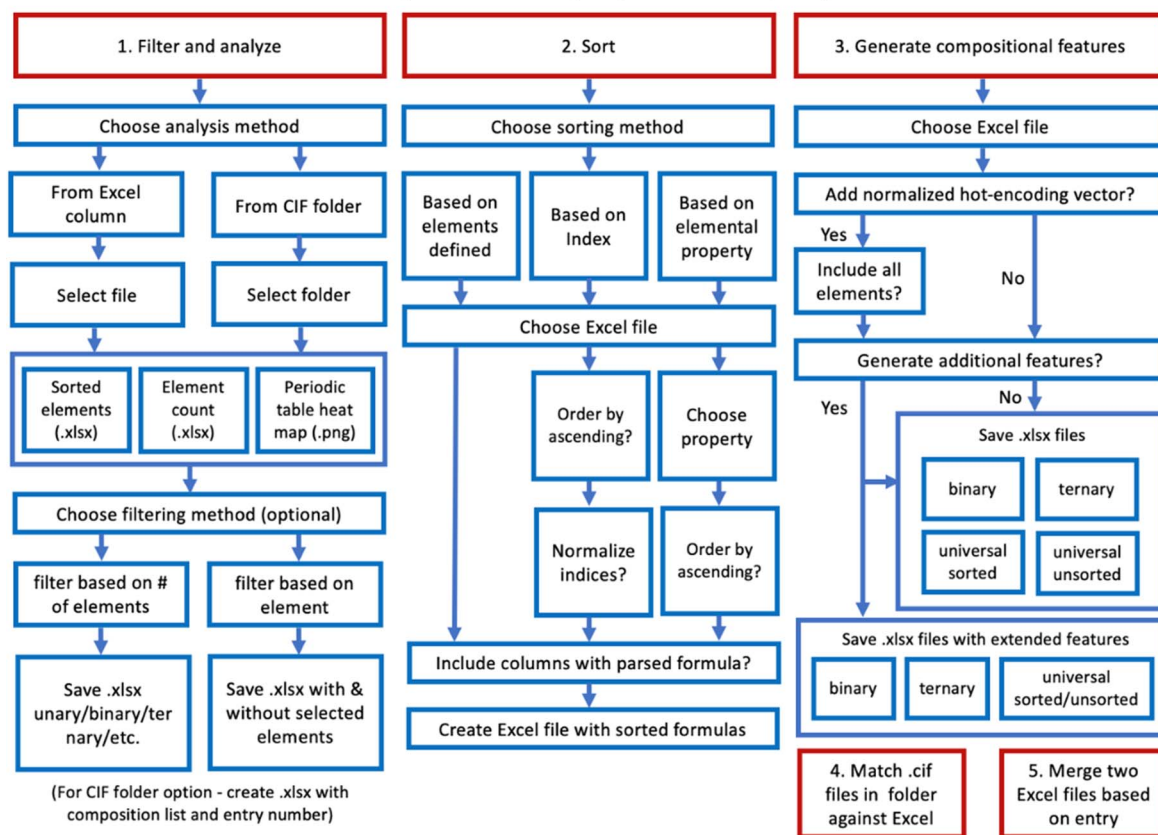 1. Filter and analyze
Choose analysis method
From Excel
column
From CIF folder
Select file
Select folder
Sorted
elements
(.xlsx)
Element
count
(.xlsx)
Periodic
table heat
map (.png)
Choose filtering method (optional)
filter based on #
of elements
filter based on
element
Save .xlsx
unary/binary/ter
nary/etc.
Save .xlsx with &
without selected
elements
(For CIF folder option - create .xlsx with
composition list and entry number)
2. Sort
Choose sorting method
Based on
elements
defined
Based on
Index
Based on
elemental
property
Choose Excel file
Order by
ascending?
Choose
property
Normalize
indices?
Order by
ascending?
Include columns with parsed formula?
Create Excel file with sorted formulas
3. Generate compositional features
Choose Excel file
Add normalized hot-encoding vector?
Yes
Include all
elements?
No
Generate additional features?
Yes
No
Save .xlsx files
binary
ternary
universal
sorted
universal
unsorted
Save .xlsx files with extended features
binary
ternary
universal
sorted/unsorted
4. Match .cif
files in folder
against Excel
5. Merge two
Excel files based
on entry